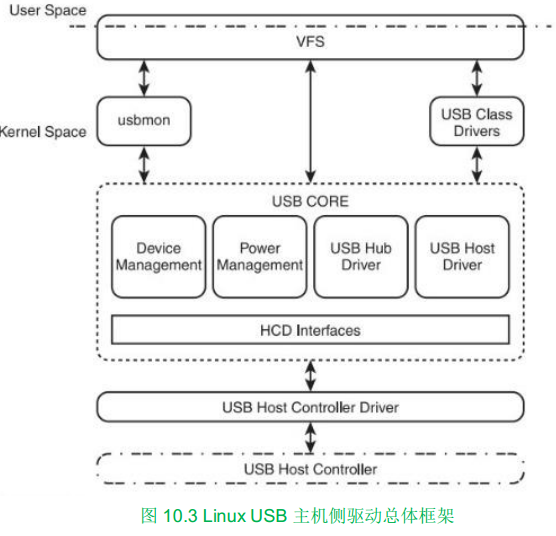 User Space
VFS
usbmon
USB Class
Drivers
Kernel Space
USB CORE
Device
Management
Power
Management
USB Hub
Driver
USB Host
Driver
HCD Interfaces
USB Host Controller Driver
USB Host Controller
图 10.3 Linux USB 主机侧驱动总体框架